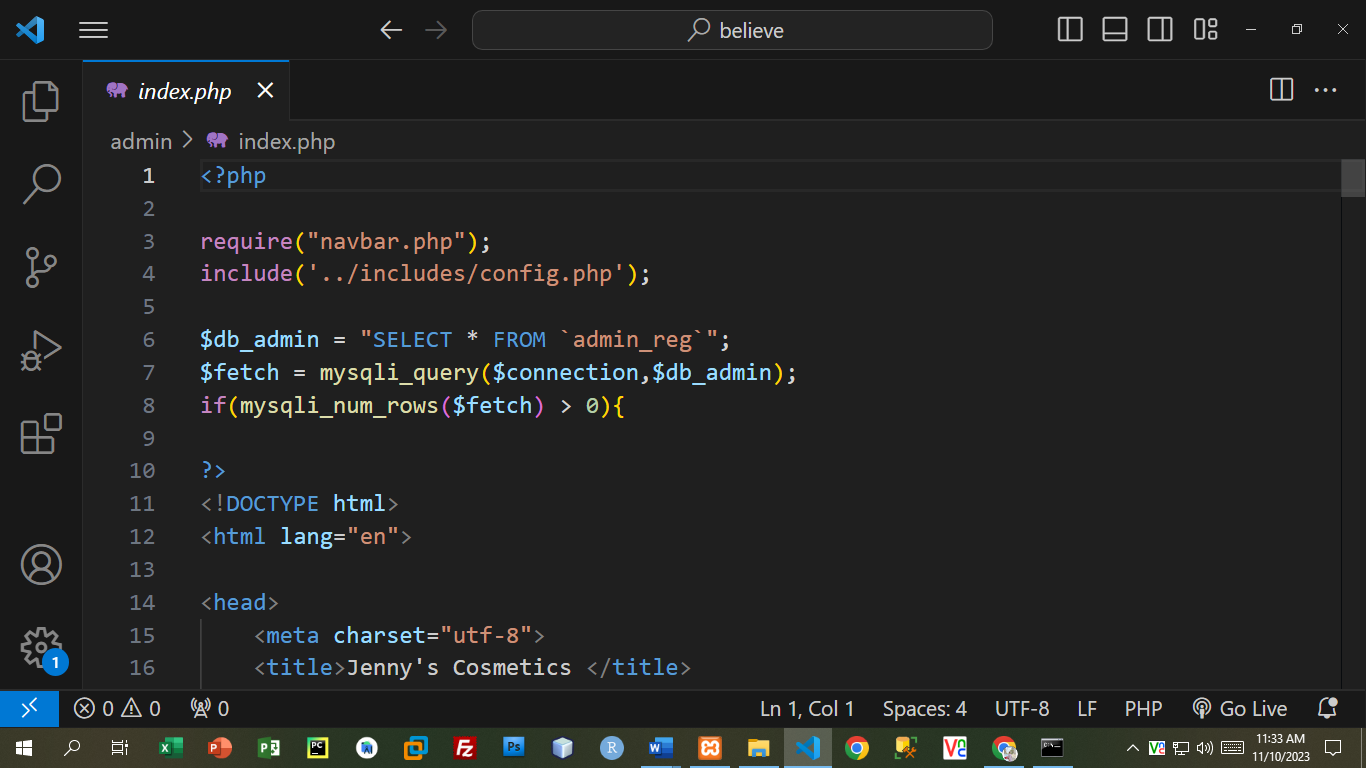 believe
index.php
admin > index.php
1 <?php
2
3 require("navbar.php");
4 include('../includes/config.php');
5
6 $db_admin = "SELECT * FROM `admin_reg`";
7 $fetch = mysqli_query($connection,$db_admin);
8 if(mysqli_num_rows($fetch) > 0){
9
10 ?>
11 <!DOCTYPE html>
12 <html lang="en">
13
14 <head>
15 <meta charset="utf-8">
16 <title>Jenny's Cosmetics </title>
1
0 0 0 Ln 1, Col 1 Spaces: 4 UTF-8 LF PHP Go Live
11:33 AM
11/10/2023